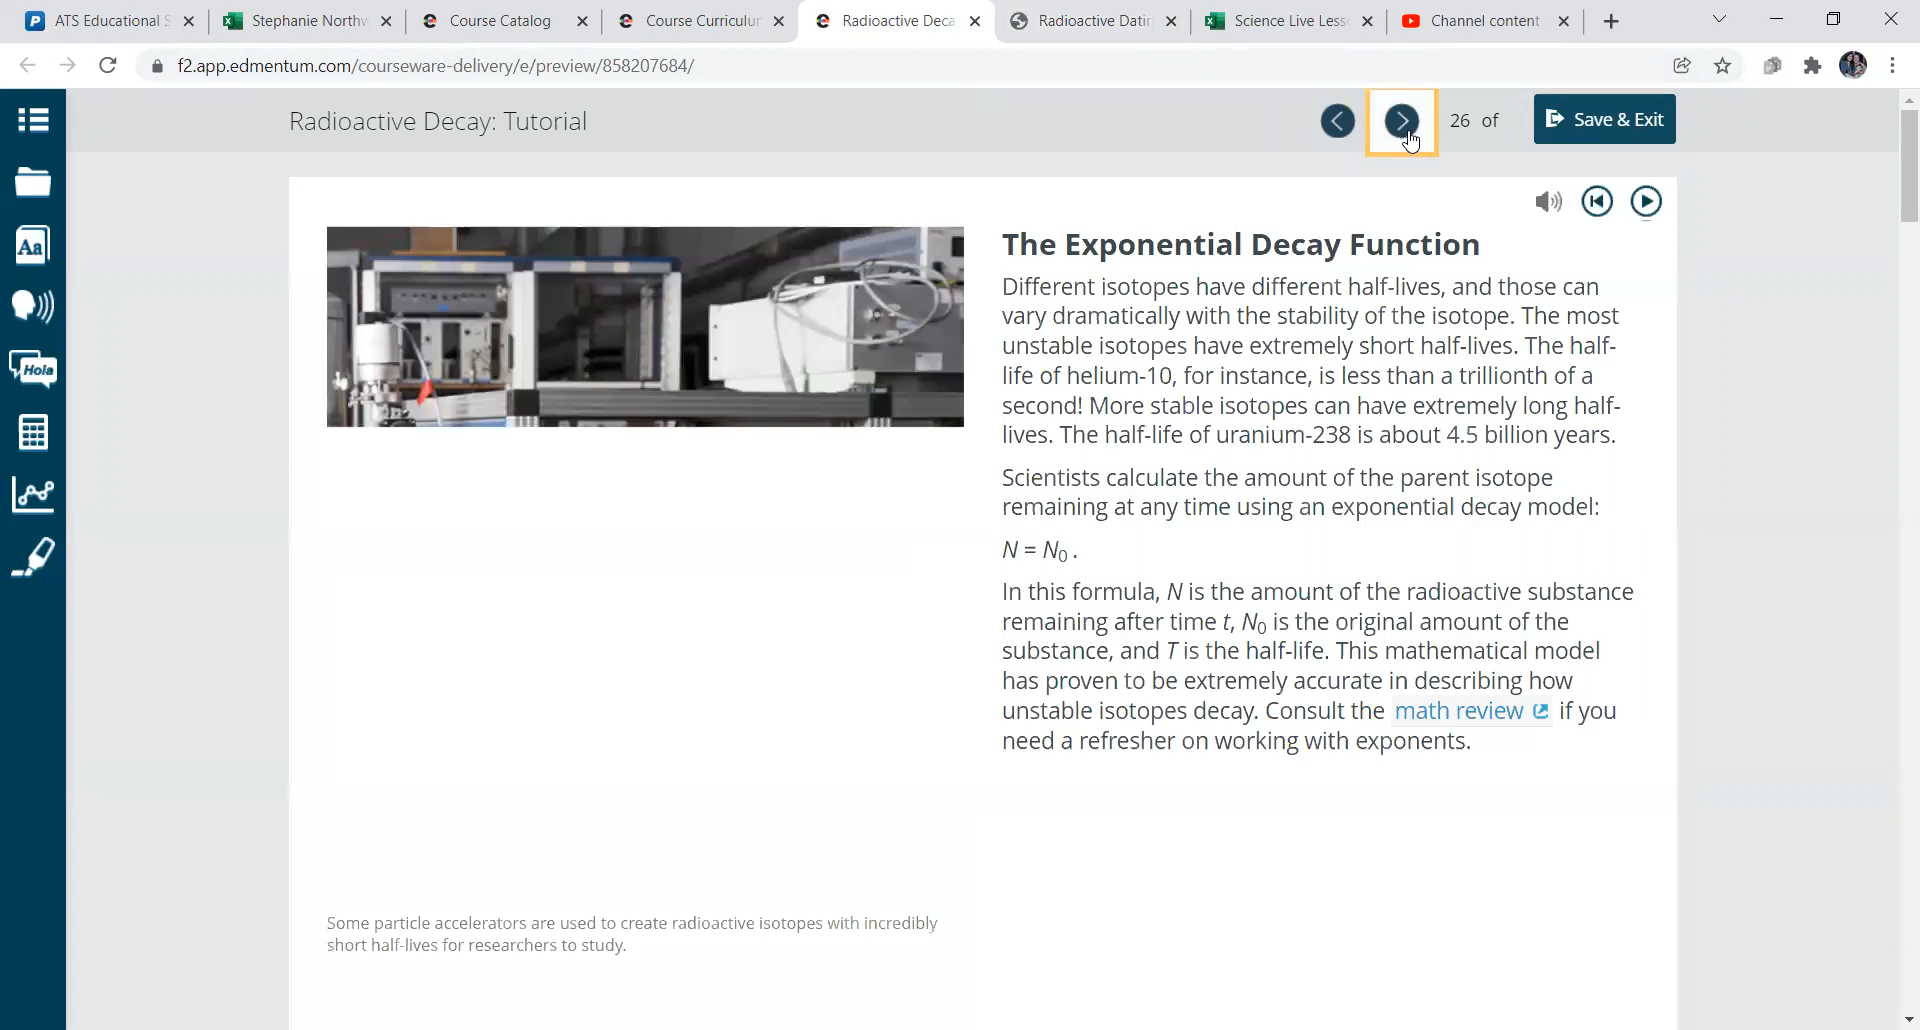 ATS Educational S
Stephanie Northw
Course Catalog
Course Curriculur
Radioactive Deca
Radioactive Datin
Science Live Less
Channel content
f2.app.edmentum.com/courseware-delivery/e/preview/858207684/
Radioactive Decay: Tutorial
26 of
Save & Exit
Aa
Hola
The Exponential Decay Function
Different isotopes have different half-lives, and those can
vary dramatically with the stability of the isotope. The most
unstable isotopes have extremely short half-lives. The half-
life of helium-10, for instance, is less than a trillionth of a
second! More stable isotopes can have extremely long half-
lives. The half-life of uranium-238 is about 4.5 billion years.
Scientists calculate the amount of the parent isotope
remaining at any time using an exponential decay model:
N = N₀ .
In this formula, N is the amount of the radioactive substance
remaining after time t, N₀ is the original amount of the
substance, and T is the half-life. This mathematical model
has proven to be extremely accurate in describing how
unstable isotopes decay. Consult the math review if you
need a refresher on working with exponents.
Some particle accelerators are used to create radioactive isotopes with incredibly
short half-lives for researchers to study.